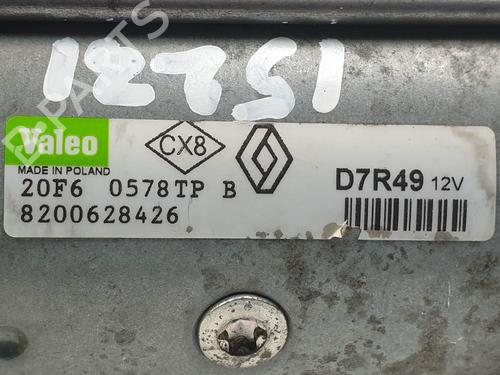 12751
Valeo
CX8
MADE IN POLAND
20F6 0578TP B
8200628426
D7R49 12V